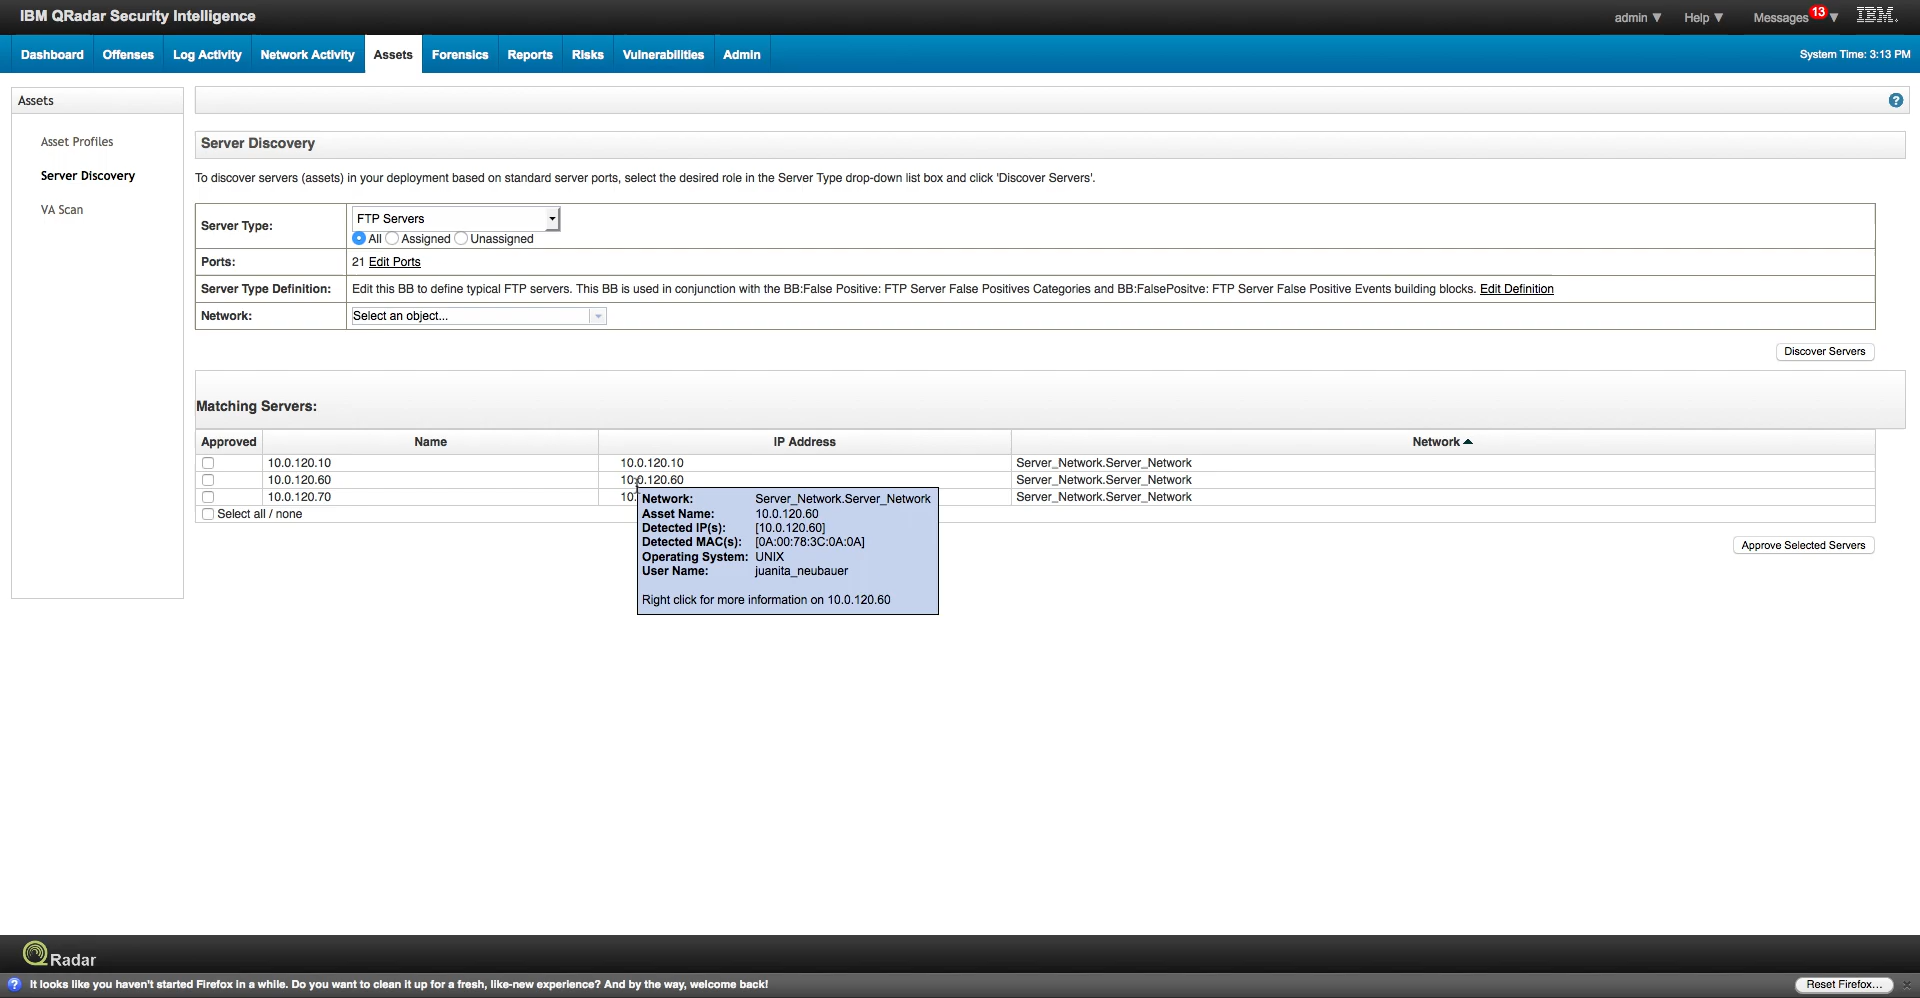 IBM QRadar Security Intelligence
admin Help Messages 13 IBM.
Dashboard Offenses Log Activity Network Activity Assets Forensics Reports Risks Vulnerabilities Admin System Time: 3:13 PM
Assets
Asset Profiles
Server Discovery
VA Scan
?
Server Discovery
To discover servers (assets) in your deployment based on standard server ports, select the desired role in the Server Type drop-down list box and click 'Discover Servers'.
Server Type: FTP Servers
All Assigned Unassigned
Ports: 21 Edit Ports
Server Type Definition: Edit this BB to define typical FTP servers. This BB is used in conjunction with the BB:False Positive: FTP Server False Positives Categories and BB:FalsePositve: FTP Server False Positive Events building blocks. Edit Definition
Network: Select an object...
Discover Servers
Matching Servers:
Approved Name IP Address Network
10.0.120.10 10.0.120.10 Server_Network.Server_Network
10.0.120.60 10.0.120.60 Server_Network.Server_Network
10.0.120.70 10. Server_Network.Server_Network
Select all / none
Network: Server_Network.Server_Network
Asset Name: 10.0.120.60
Detected IP(s): [10.0.120.60]
Detected MAC(s): [0A:00:78:3C:0A:0A]
Operating System: UNIX
User Name: juanita_neubauer
Right click for more information on 10.0.120.60
Approve Selected Servers
QRadar
? It looks like you haven't started Firefox in a while. Do you want to clean it up for a fresh, like-new experience? And by the way, welcome back! Reset Firefox...